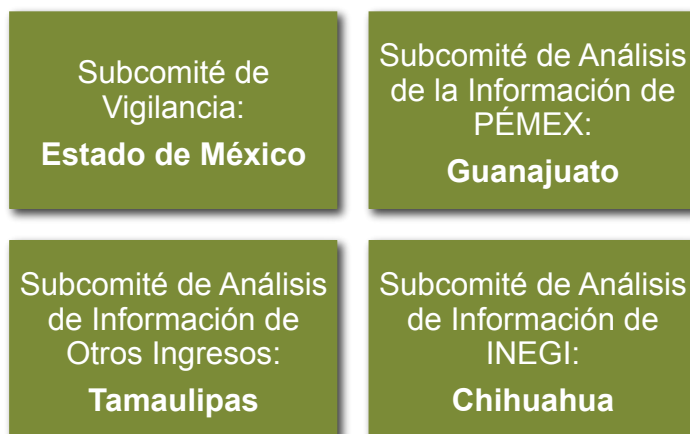 Subcomité de
Vigilancia:
Estado de México
Subcomité de Análisis
de la Información de
PÉMEX:
Guanajuato
Subcomité de Análisis
de Información de
Otros Ingresos:
Tamaulipas
Subcomité de Análisis
de Información de
INEGI:
Chihuahua